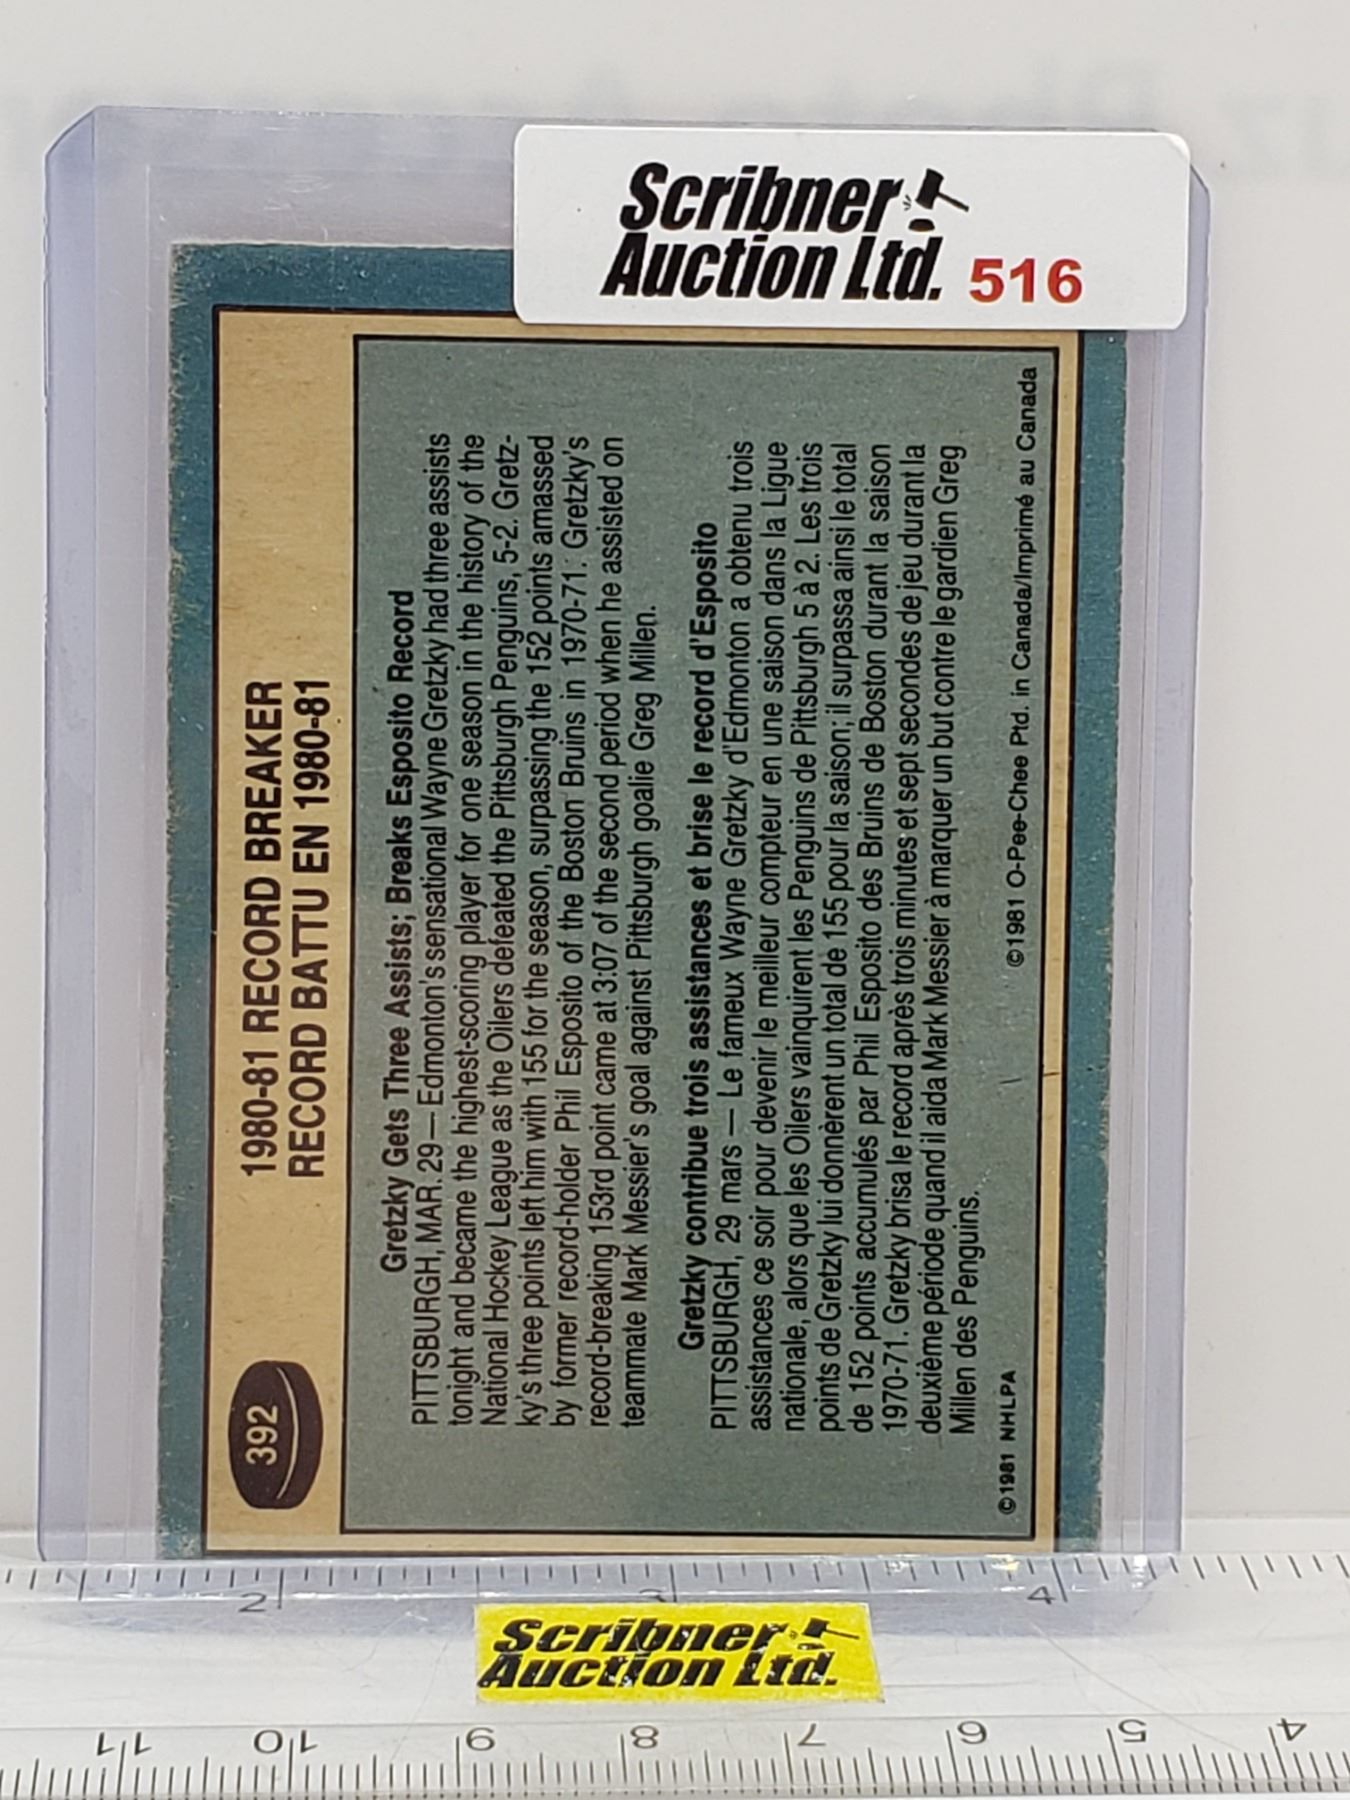 Scribner
Auction Ltd. 516
392
1980-81 RECORD BREAKER
RECORD BATTU EN 1980-81
Gretzky Gets Three Assists; Breaks Esposito Record
PITTSBURGH, MAR. 29 — Edmonton's sensational Wayne Gretzky had three assists
tonight and became the highest-scoring player for one season in the history of the
National Hockey League as the Oilers defeated the Pittsburgh Penguins, 5-2. Gretz-
ky's three points left him with 155 for the season, surpassing the 152 points amassed
by former record-holder Phil Esposito of the Boston Bruins in 1970-71. Gretzky's
record-breaking 153rd point came at 3:07 of the second period when he assisted on
teammate Mark Messier's goal against Pittsburgh goalie Greg Millen.
Gretzky contribue trois assistances et brise le record d'Esposito
PITTSBURGH, 29 mars — Le fameux Wayne Gretzky d'Edmonton a obtenu trois
assistances ce soir pour devenir le meilleur compteur en une saison dans la Ligue
nationale, alors que les Oilers vainquirent les Penguins de Pittsburgh 5 à 2. Les trois
points de Gretzky lui donnèrent un total de 155 pour la saison; il surpassa ainsi le total
de 152 points accumulés par Phil Esposito des Bruins de Boston durant la saison
1970-71. Gretzky brisa le record après trois minutes et sept secondes de jeu durant la
deuxième période quand il aida Mark Messier à marquer un but contre le gardien Greg
Millen des Penguins.
©1981 NHLPA ©1981 O-Pee-Chee Ptd. in Canada/Imprimé au Canada
2 3 4
Scribner
Auction Ltd.
11 10 9 8 7 6 5 4